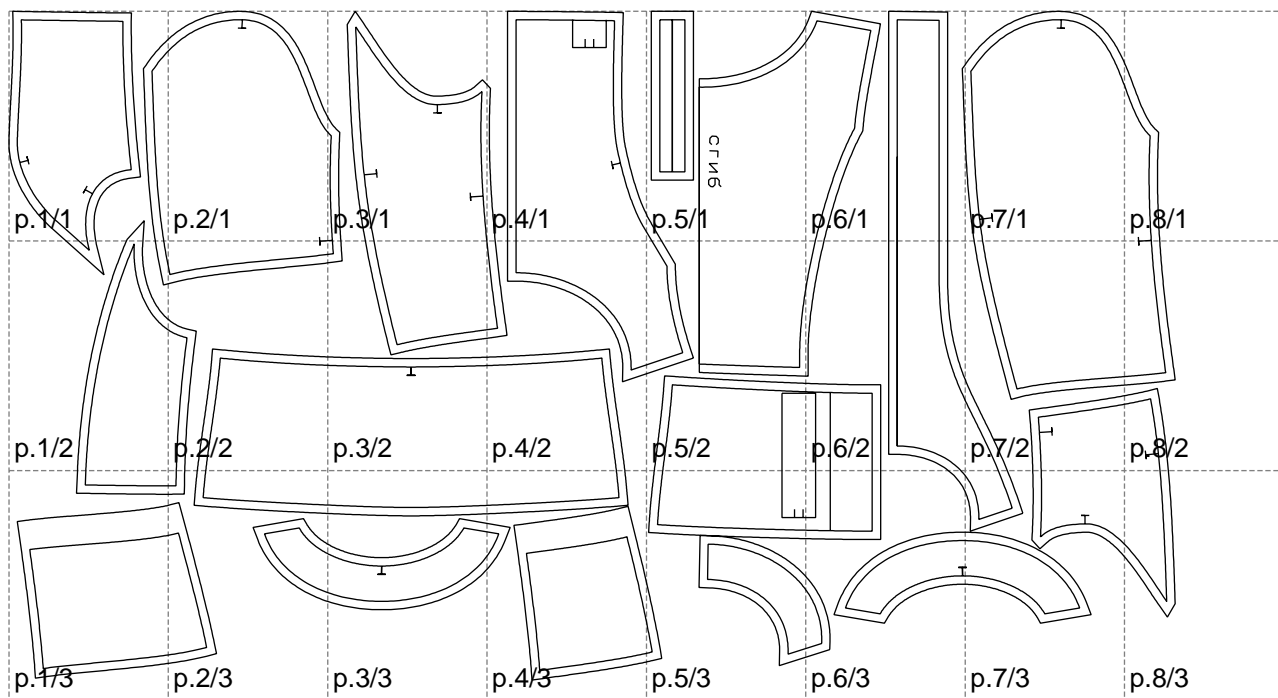 сгиб
p.1/1 p.2/1 p.3/1 p.4/1 p.5/1 p.6/1 p.7/1 p.8/1
p.1/2 p.2/2 p.3/2 p.4/2 p.5/2 p.6/2 p.7/2 p.8/2
p.1/3 p.2/3 p.3/3 p.4/3 p.5/3 p.6/3 p.7/3 p.8/3